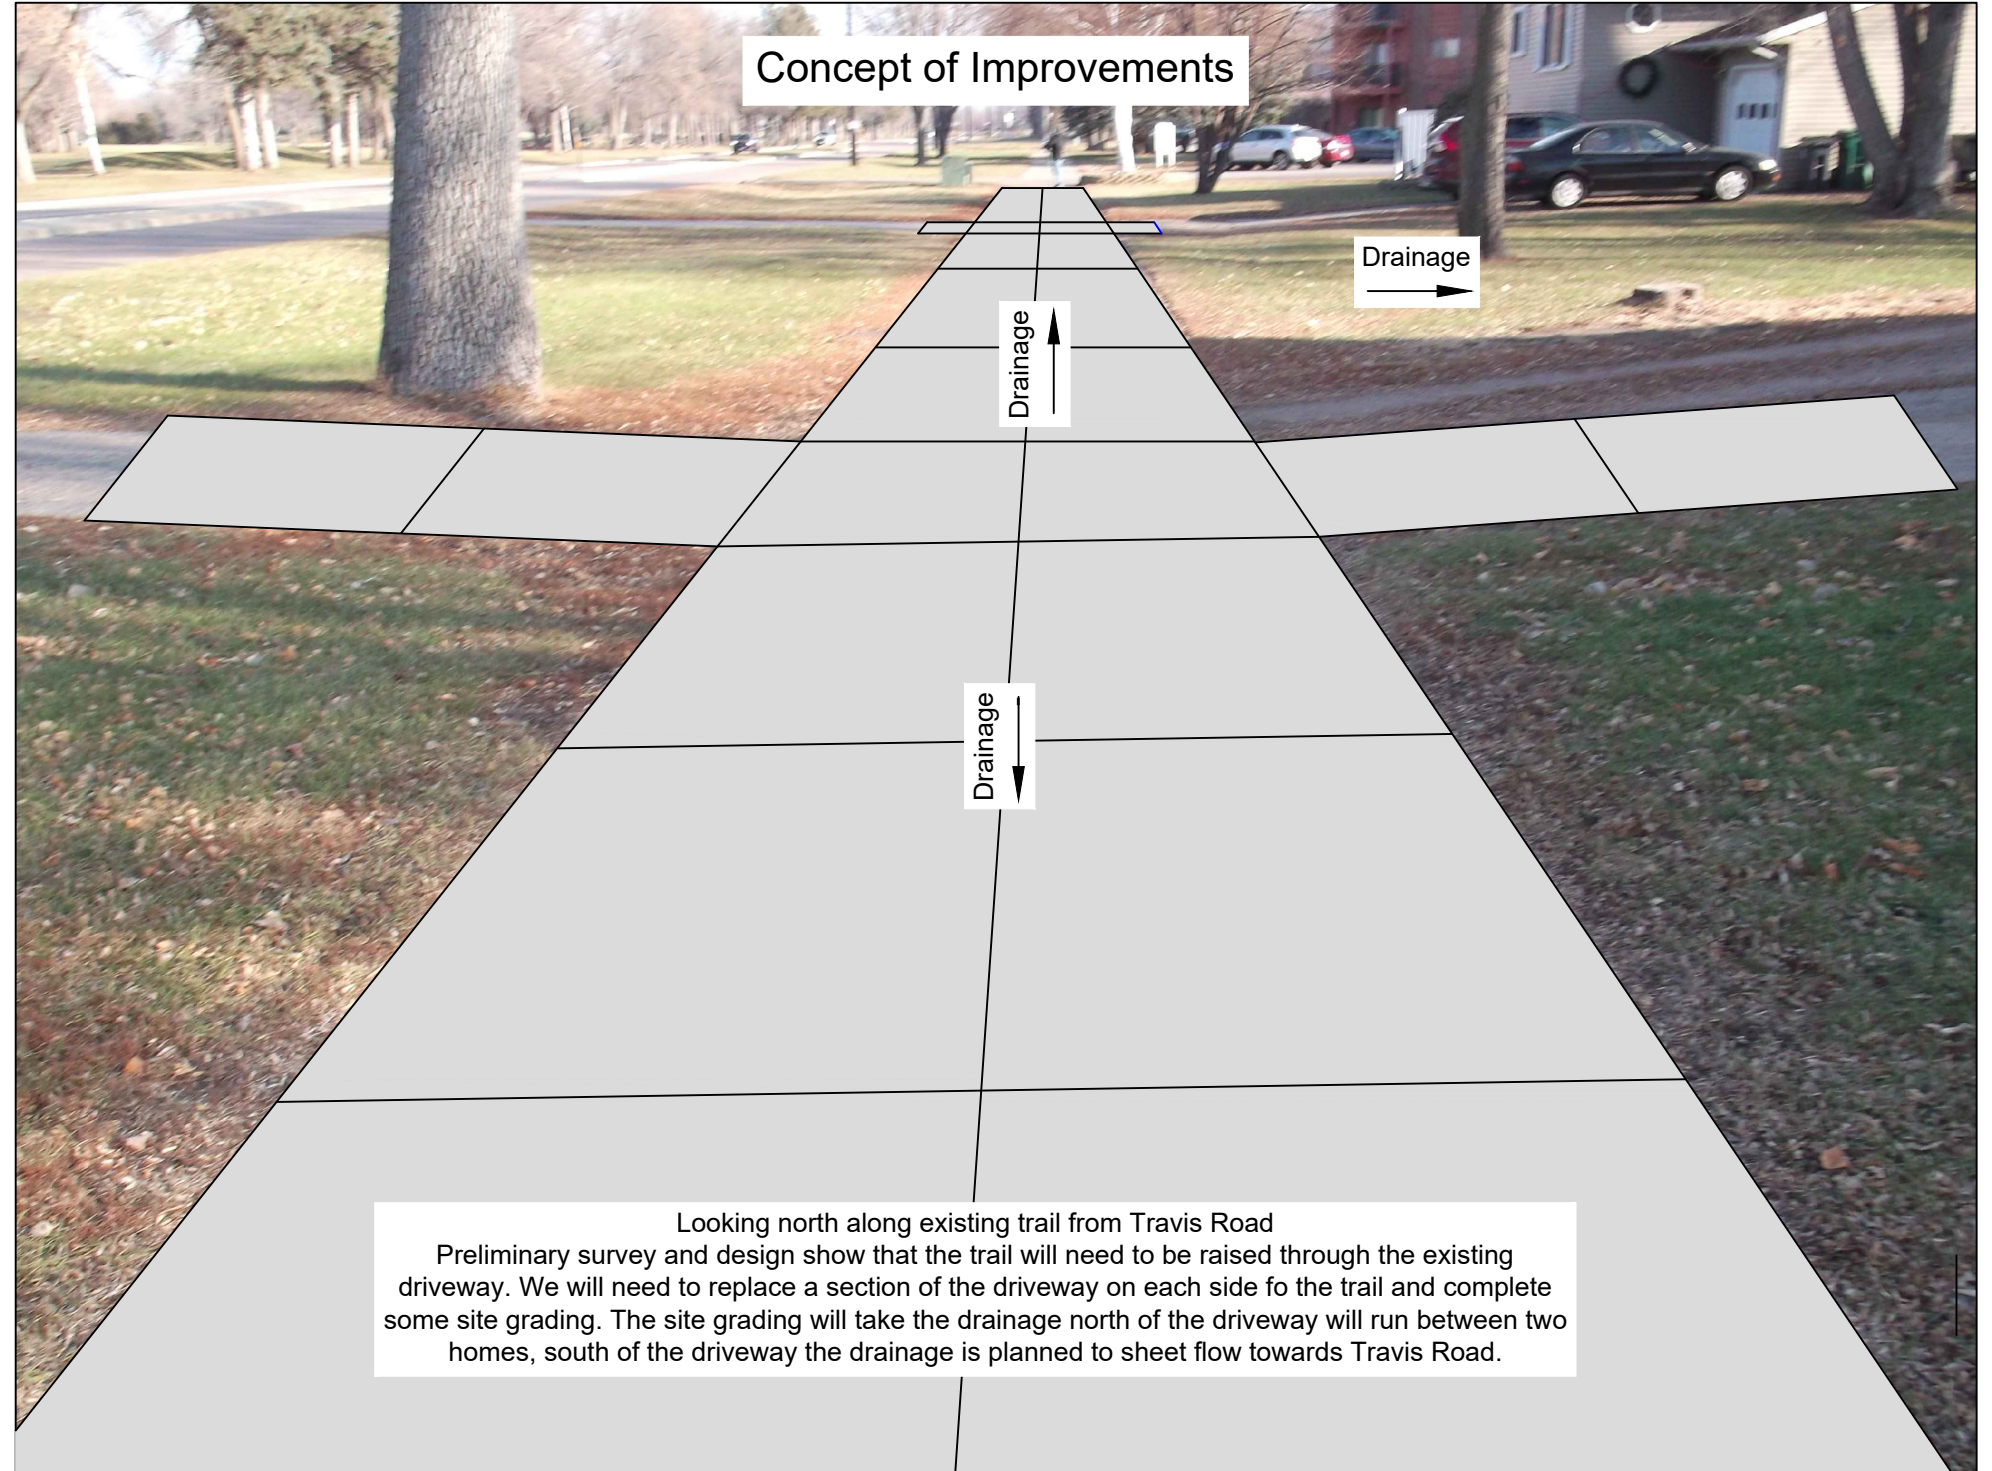 Concept of Improvements
Drainage
Drainage
Drainage
Looking north along existing trail from Travis Road
Preliminary survey and design show that the trail will need to be raised through the existing
driveway. We will need to replace a section of the driveway on each side fo the trail and complete
some site grading. The site grading will take the drainage north of the driveway will run between two
homes, south of the driveway the drainage is planned to sheet flow towards Travis Road.